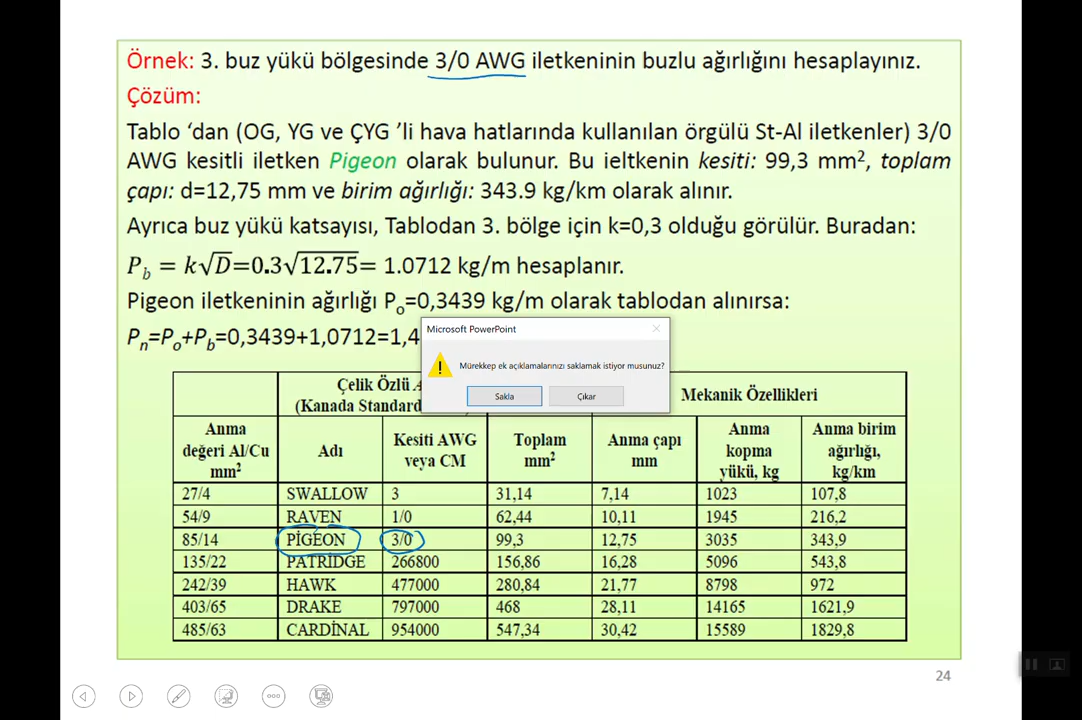 Örnek: 3. buz yükü bölgesinde 3/0 AWG iletkeninin buzlu ağırlığını hesaplayınız.
Çözüm:
Tablo ‘dan (OG, YG ve ÇYG ’li hava hatlarında kullanılan örgülü St-Al iletkenler) 3/0
AWG kesitli iletken Pigeon olarak bulunur. Bu ieltkenin kesiti: 99,3 mm², toplam
çapı: d=12,75 mm ve birim ağırlığı: 343.9 kg/km olarak alınır.
Ayrıca buz yükü katsayısı, Tablodan 3. bölge için k=0,3 olduğu görülür. Buradan:
P_b = k√D=0.3√12.75= 1.0712 kg/m hesaplanır.
Pigeon iletkeninin ağırlığı P_o=0,3439 kg/m olarak tablodan alınırsa:
P_n=P_o+P_b=0,3439+1,0712=1,4
Microsoft PowerPoint
Mürekkep ek açıklamalarınızı saklamak istiyor musunuz?
Sakla Çıkar
Çelik Özlü Mekanik Özellikleri
(Kanada Standard
Anma değeri Al/Cu mm² Adı Kesiti AWG veya CM Toplam mm² Anma çapı mm Anma kopma yükü, kg Anma birim ağırlığı, kg/km
27/4 SWALLOW 3 31,14 7,14 1023 107,8
54/9 RAVEN 1/0 62,44 10,11 1945 216,2
85/14 PİGEON 3/0 99,3 12,75 3035 343,9
135/22 PATRIDGE 266800 156,86 16,28 5096 543,8
242/39 HAWK 477000 280,84 21,77 8798 972
403/65 DRAKE 797000 468 28,11 14165 1621,9
485/63 CARDİNAL 954000 547,34 30,42 15589 1829,8
24